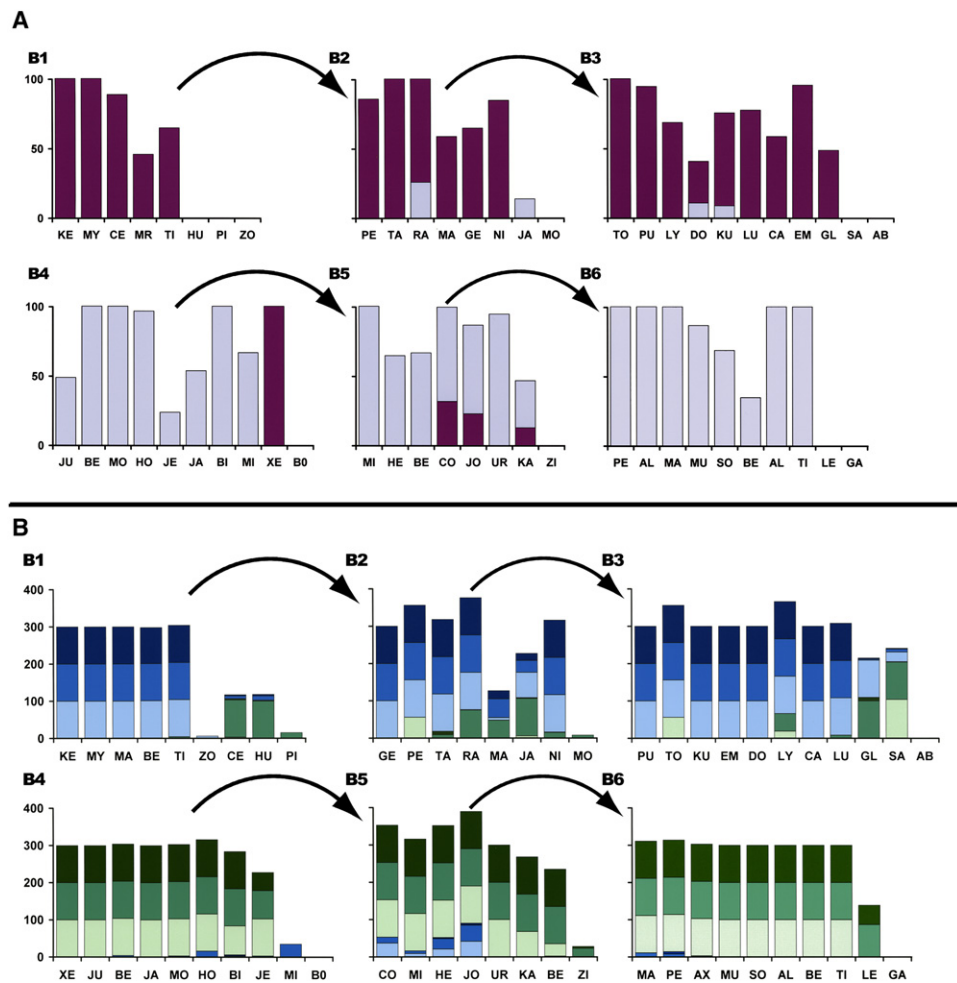 A
B1 B2 B3
100
50
0
KE MY CE MR TI HU PI ZO
PE TA RA MA GE NI JA MO
TO PU LY DO KU LU CA EM GL SA AB
B4 B5 B6
100
50
0
JU BE MO HO JE JA BI MI XE B0
MI HE BE CO JO UR KA ZI
PE AL MA MU SO BE AL TI LE GA
B
B1 B2 B3
400
300
200
100
0
KE MY MA BE TI ZO CE HU PI
GE PE TA RA MA JA NI MO
PU TO KU EM DO LY CA LU GL SA AB
B4 B5 B6
400
300
200
100
0
XE JU BE JA MO HO BI JE MI B0
CO MI HE JO UR KA BE ZI
MA PE AX MU SO AL BE TI LE GA